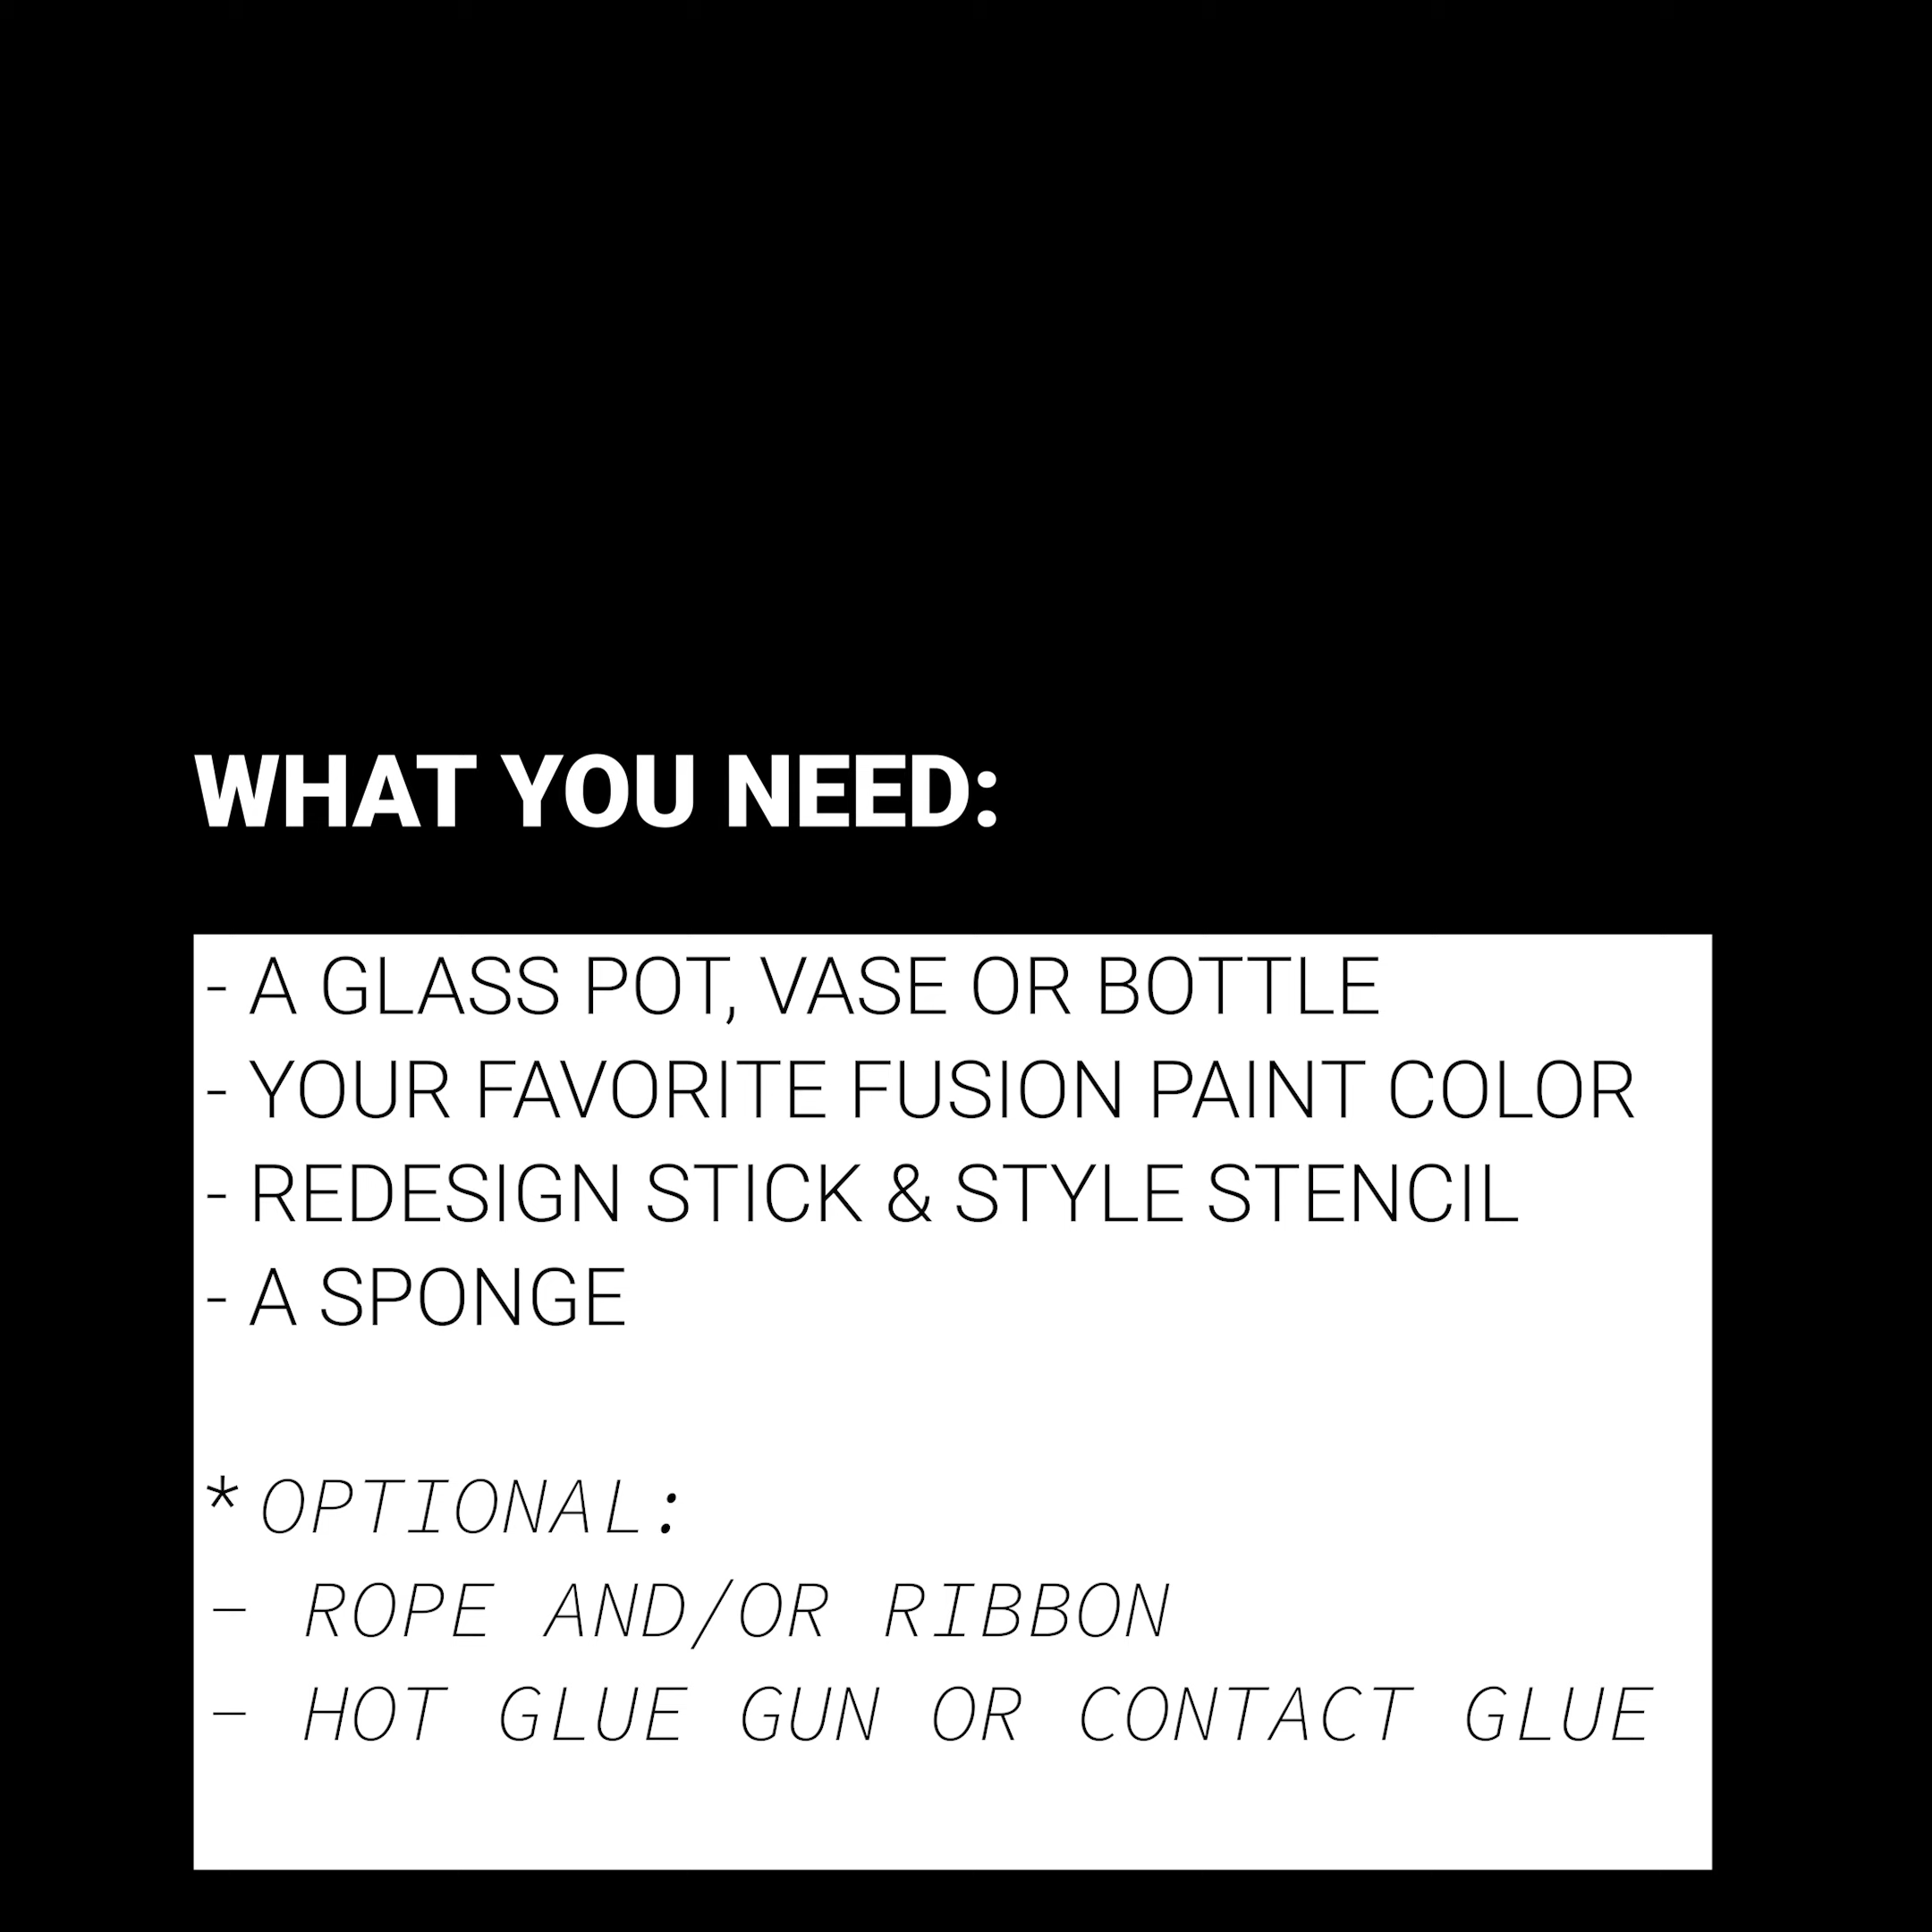 WHAT YOU NEED:
- A GLASS POT, VASE OR BOTTLE
- YOUR FAVORITE FUSION PAINT COLOR
- REDESIGN STICK & STYLE STENCIL
- A SPONGE
* OPTIONAL:
- ROPE AND/OR RIBBON
- HOT GLUE GUN OR CONTACT GLUE